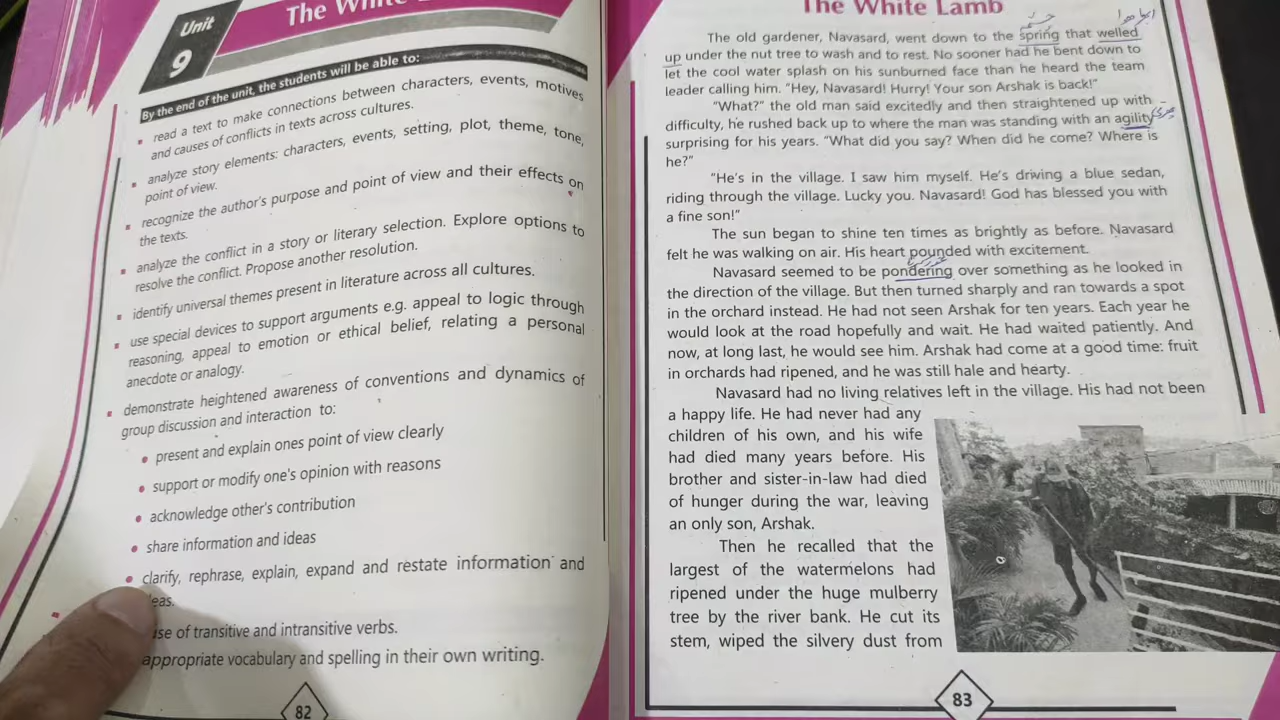 Unit
9
The White
By the end of the unit, the students will be able to:
read a text to make connections between characters, events, motives
and causes of conflicts in texts across cultures.
analyze story elements: characters, events, setting, plot, theme, tone,
point of view.
recognize the author's purpose and point of view and their effects on
the texts.
analyze the conflict in a story or literary selection. Explore options to
resolve the conflict. Propose another resolution.
identify universal themes present in literature across all cultures.
use special devices to support arguments e.g. appeal to logic through
reasoning, appeal to emotion or ethical belief, relating a personal
anecdote or analogy.
demonstrate heightened awareness of conventions and dynamics of
group discussion and interaction to:
present and explain ones point of view clearly
support or modify one's opinion with reasons
acknowledge other's contribution
share information and ideas
clarify, rephrase, explain, expand and restate information and
eas.
use of transitive and intransitive verbs.
appropriate vocabulary and spelling in their own writing.
82
The White Lamb
The old gardener, Navasard, went down to the spring that welled
up under the nut tree to wash and to rest. No sooner had he bent down to
let the cool water splash on his sunburned face than he heard the team
leader calling him. "Hey, Navasard! Hurry! Your son Arshak is back!"
"What?" the old man said excitedly and then straightened up with
difficulty, he rushed back up to where the man was standing with an agility
surprising for his years. "What did you say? When did he come? Where is
he?"
"He's in the village. I saw him myself. He's driving a blue sedan,
riding through the village. Lucky you. Navasard! God has blessed you with
a fine son!"
The sun began to shine ten times as brightly as before. Navasard
felt he was walking on air. His heart pounded with excitement.
Navasard seemed to be pondering over something as he looked in
the direction of the village. But then turned sharply and ran towards a spot
in the orchard instead. He had not seen Arshak for ten years. Each year he
would look at the road hopefully and wait. He had waited patiently. And
now, at long last, he would see him. Arshak had come at a good time: fruit
in orchards had ripened, and he was still hale and hearty.
Navasard had no living relatives left in the village. His had not been
a happy life. He had never had any
children of his own, and his wife
had died many years before. His
brother and sister-in-law had died
of hunger during the war, leaving
an only son, Arshak.
Then he recalled that the
largest of the watermelons had
ripened under the huge mulberry
tree by the river bank. He cut its
stem, wiped the silvery dust from
83